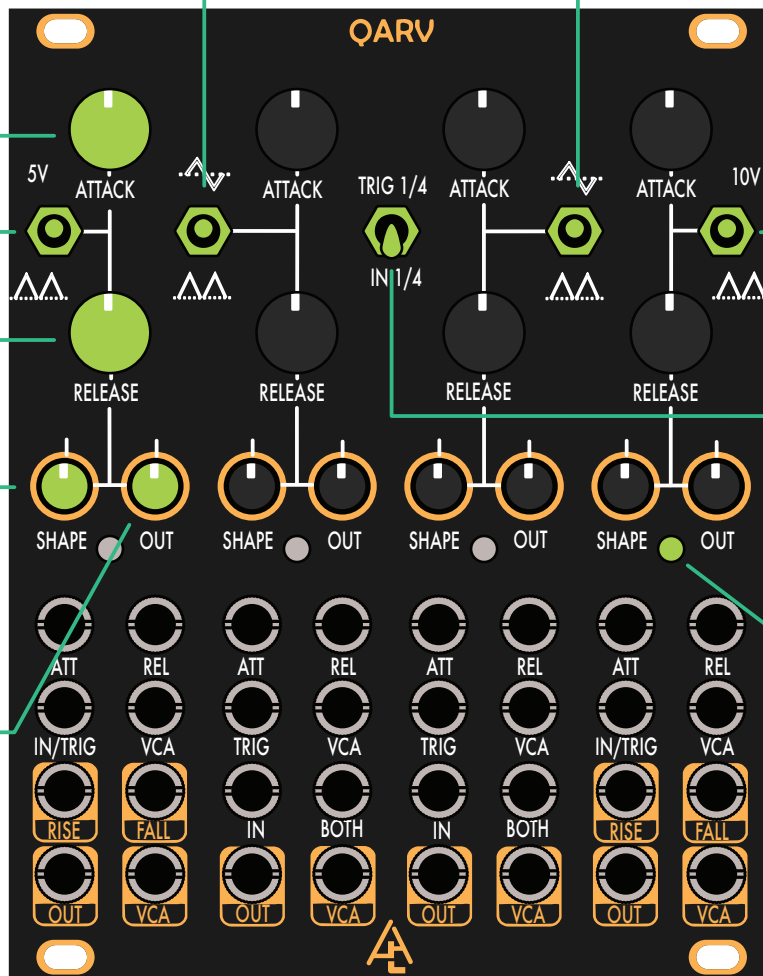 QARV
5V
ATTACK
ATTACK
TRIG 1/4
ATTACK
ATTACK
10V
IN 1/4
RELEASE
RELEASE
RELEASE
RELEASE
SHAPE OUT
SHAPE OUT
SHAPE OUT
SHAPE OUT
ATT REL ATT REL ATT REL ATT REL
IN/TRIG VCA TRIG VCA TRIG VCA IN/TRIG VCA
RISE FALL IN BOTH IN BOTH RISE FALL
OUT VCA OUT VCA OUT VCA OUT VCA